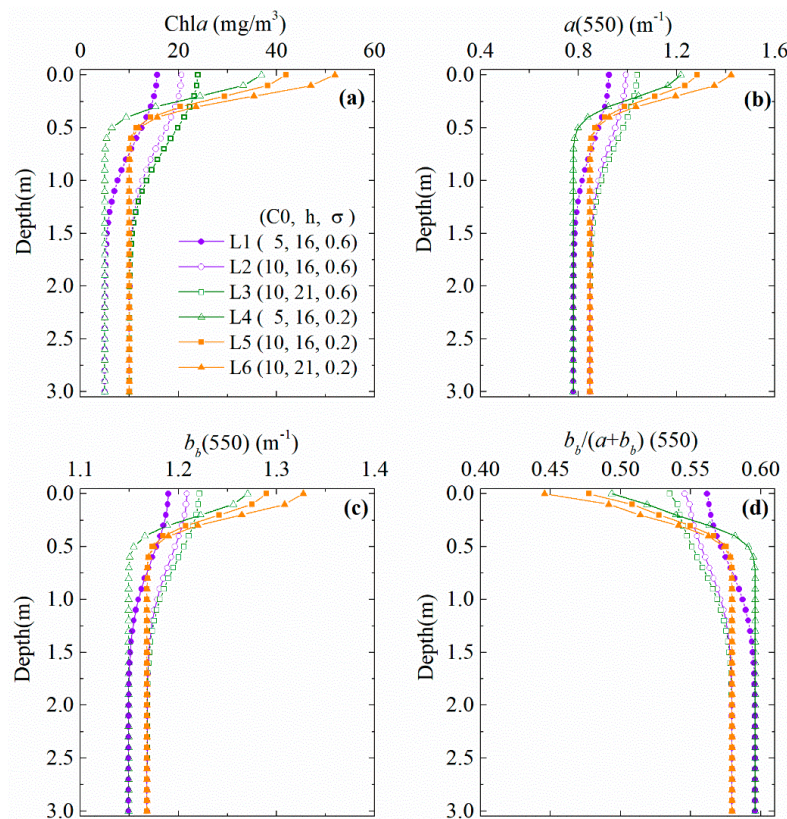 Chla (mg/m³)
0 20 40 60
0.0
0.5
1.0
1.5
2.0
2.5
3.0
Depth(m)
(a)
(C0, h, σ)
L1 ( 5, 16, 0.6)
L2 (10, 16, 0.6)
L3 (10, 21, 0.6)
L4 ( 5, 16, 0.2)
L5 (10, 16, 0.2)
L6 (10, 21, 0.2)
a(550) (m⁻¹)
0.4 0.8 1.2 1.6
0.0
0.5
1.0
1.5
2.0
2.5
3.0
Depth(m)
(b)
b_b(550) (m⁻¹)
1.1 1.2 1.3 1.4
0.0
0.5
1.0
1.5
2.0
2.5
3.0
Depth(m)
(c)
b_b/(a+b_b) (550)
0.40 0.45 0.50 0.55 0.60
0.0
0.5
1.0
1.5
2.0
2.5
3.0
Depth(m)
(d)